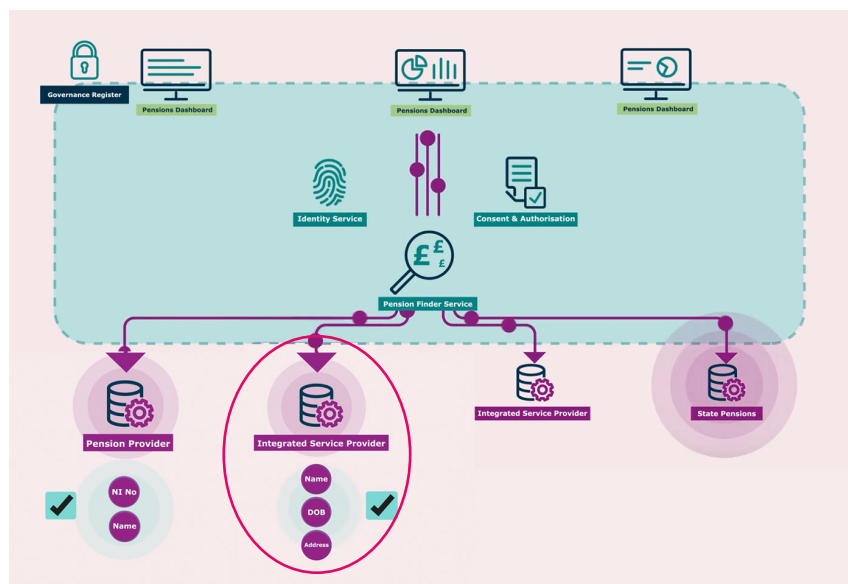 Governance Register
Pensions Dashboard
Pensions Dashboard
Pensions Dashboard
Identity Service
Consent & Authorisation
£
£
£
Pension Finder Service
Pension Provider
Integrated Service Provider
Integrated Service Provider
State Pensions
NI No
Name
Name
DOB
Address